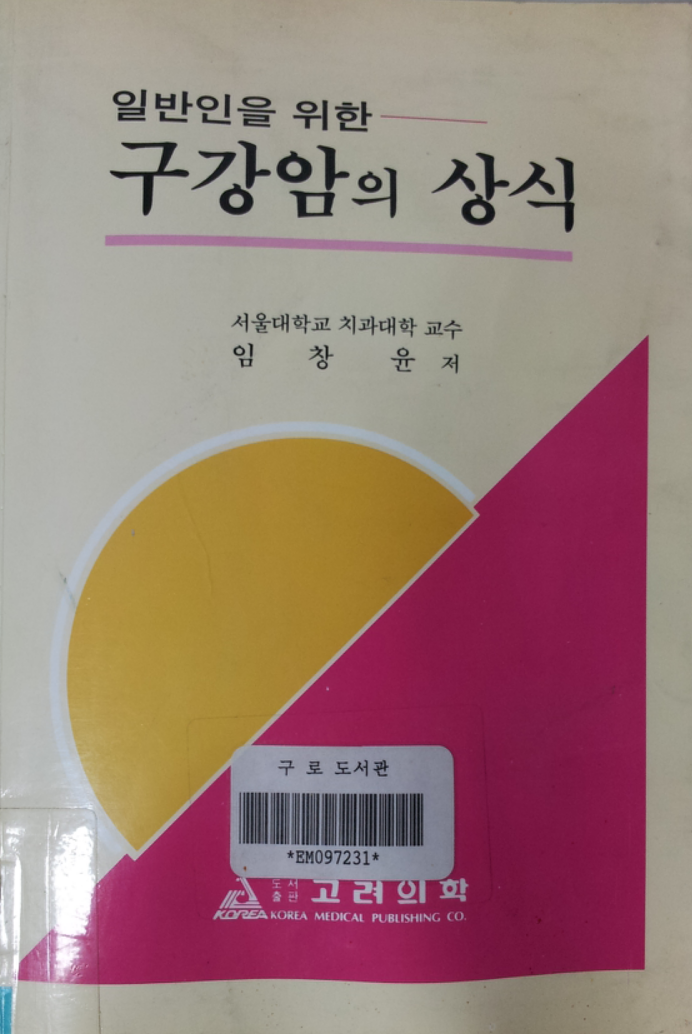 일반인을 위한
구강암의 상식
서울대학교 치과대학 교수
임 창 윤 저
구 로 도서관
*EM097231*
도서출판 고려의학
KOREA KOREA MEDICAL PUBLISHING CO.